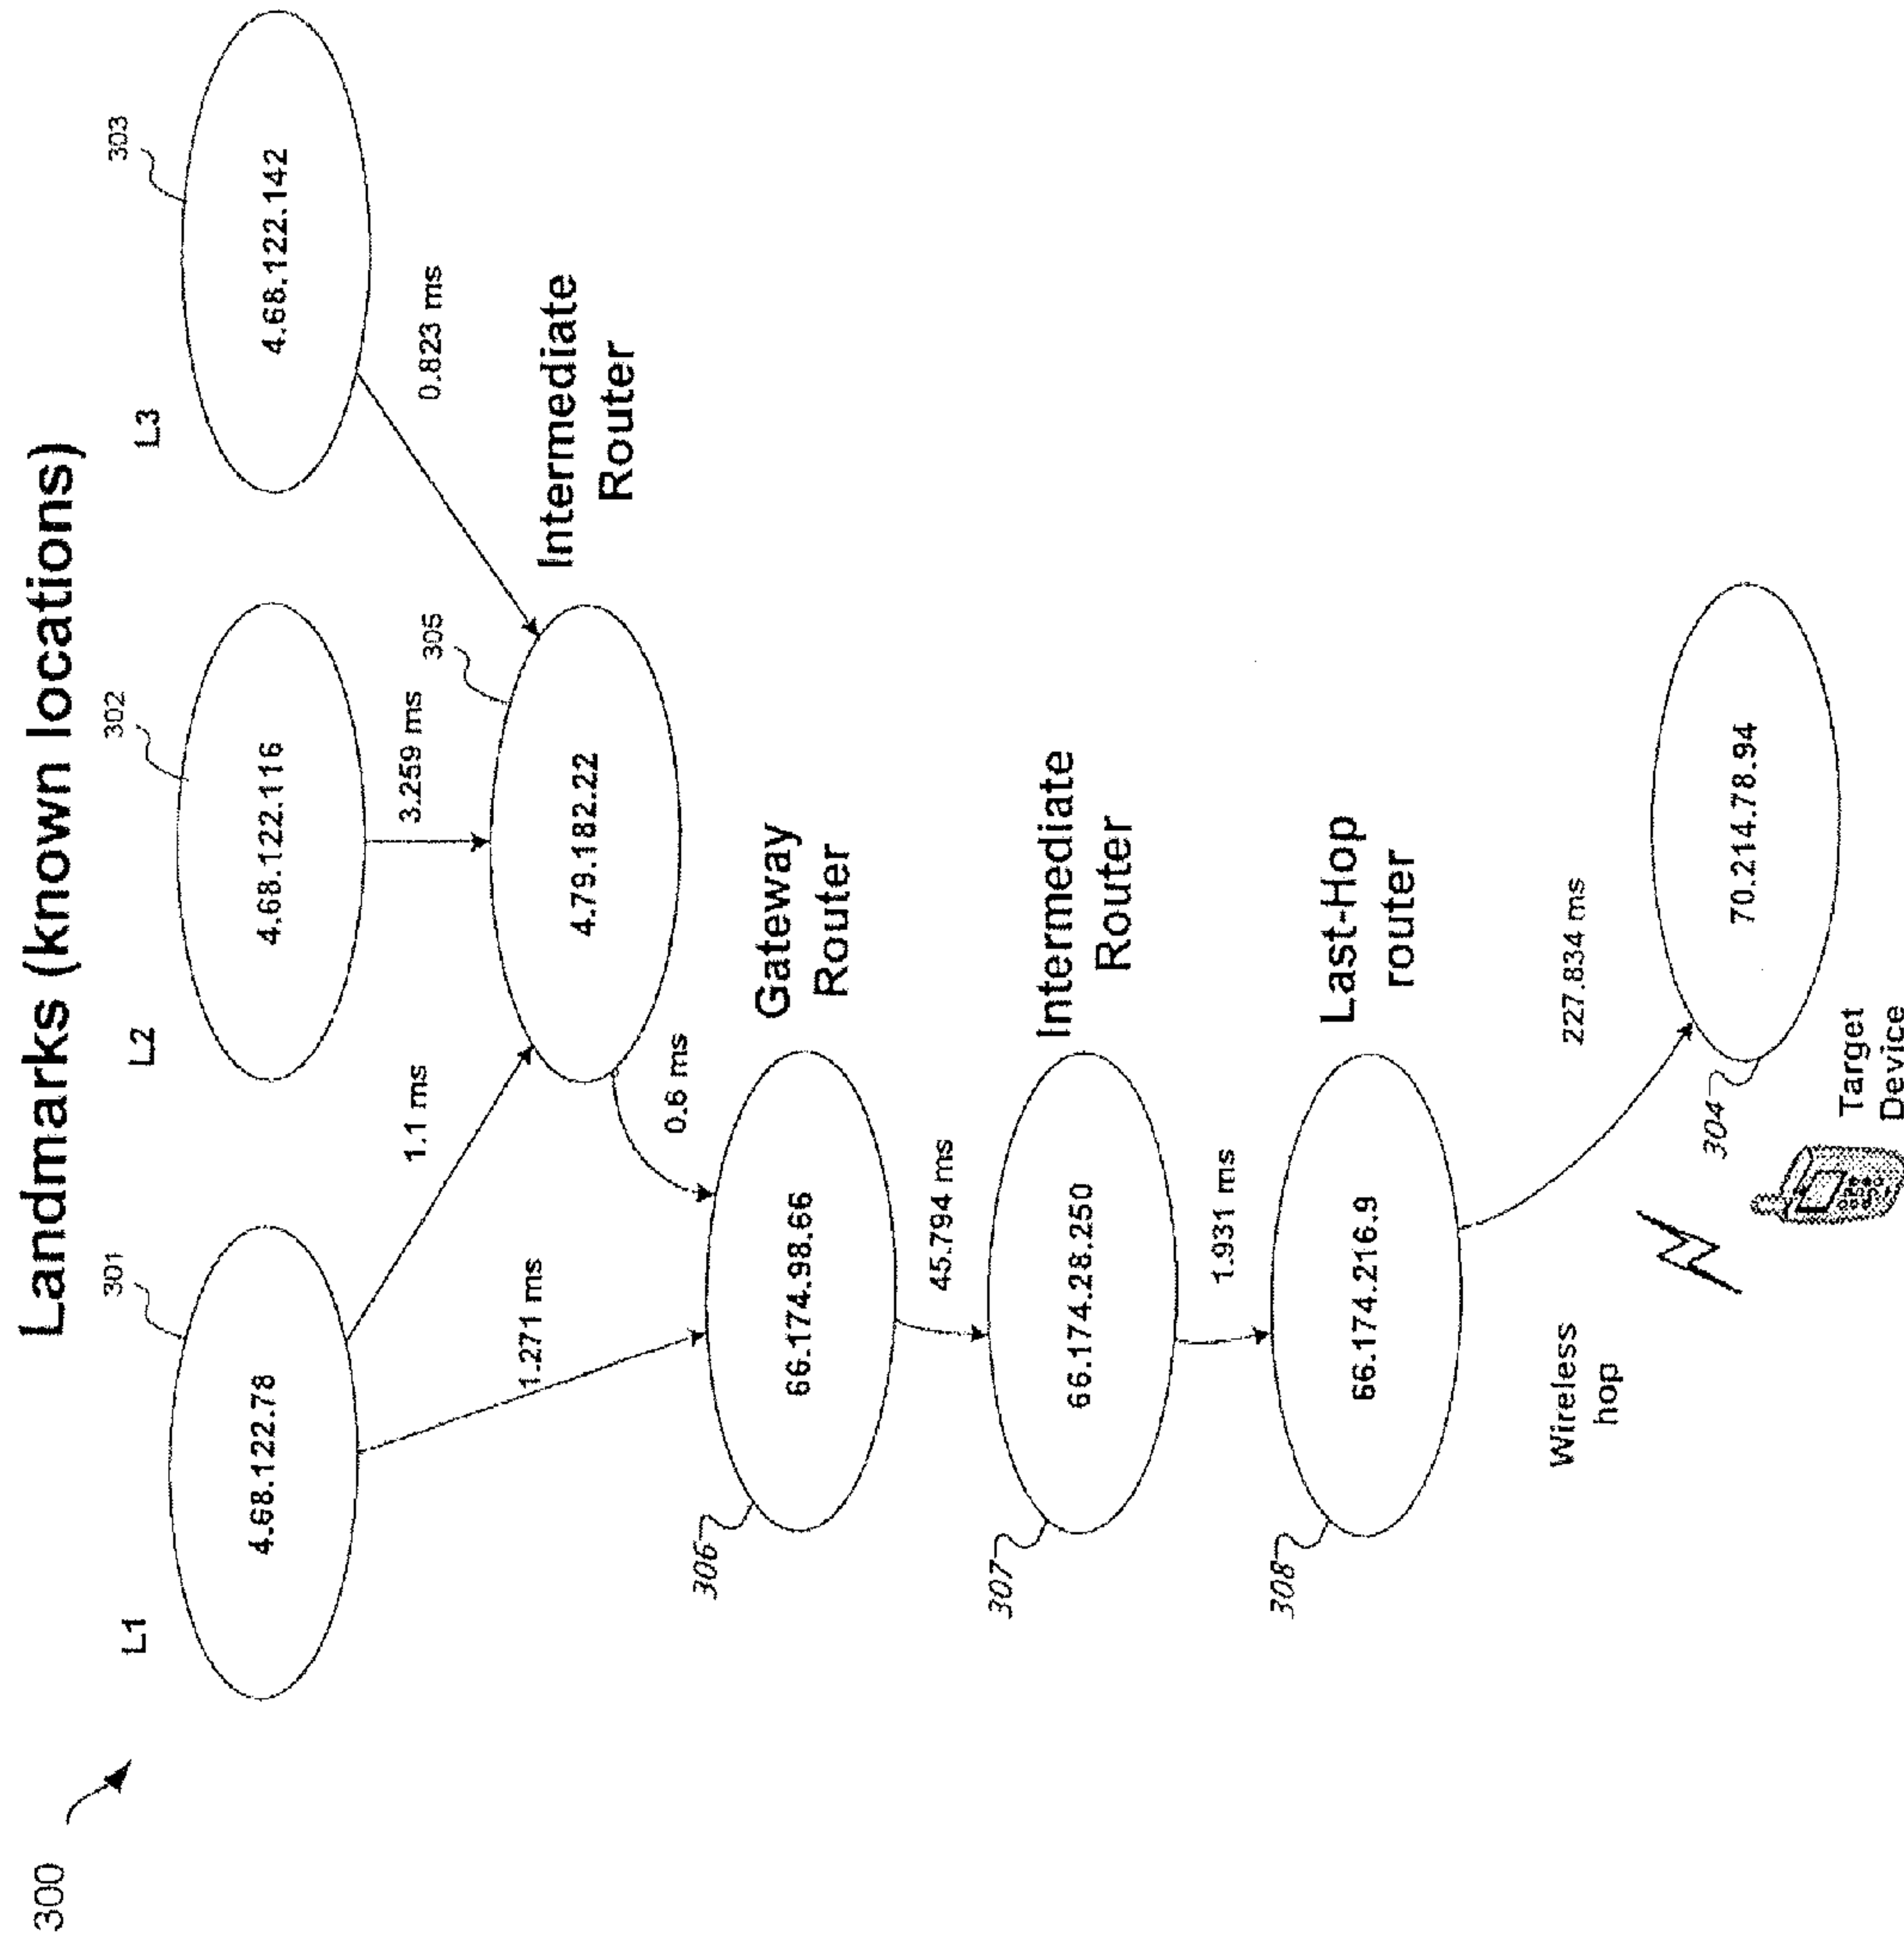 300
Landmarks (known locations)
L1
L2
L3
301
302
303
4.68.122.78
4.68.122.116
4.68.122.142
1.1 ms
3.259 ms
0.823 ms
305
1.271 ms
4.79.182.22
Intermediate
Router
0.6 ms
306
66.174.98.66
Gateway
Router
45.794 ms
307
66.174.28.250
Intermediate
Router
1.931 ms
308
66.174.216.9
Last-Hop
router
Wireless
hop
227.834 ms
304
70.214.78.94
Target
Device